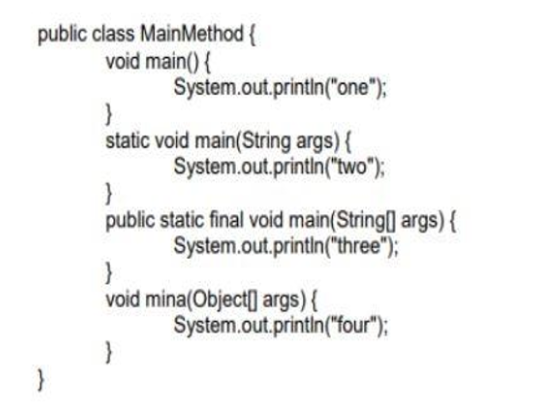 public class MainMethod {
void main() {
System.out.println("one");
}
static void main(String args) {
System.out.println("two");
}
public static final void main(String[] args) {
System.out.println("three");
}
void mina(Object[] args) {
System.out.println("four");
}
}